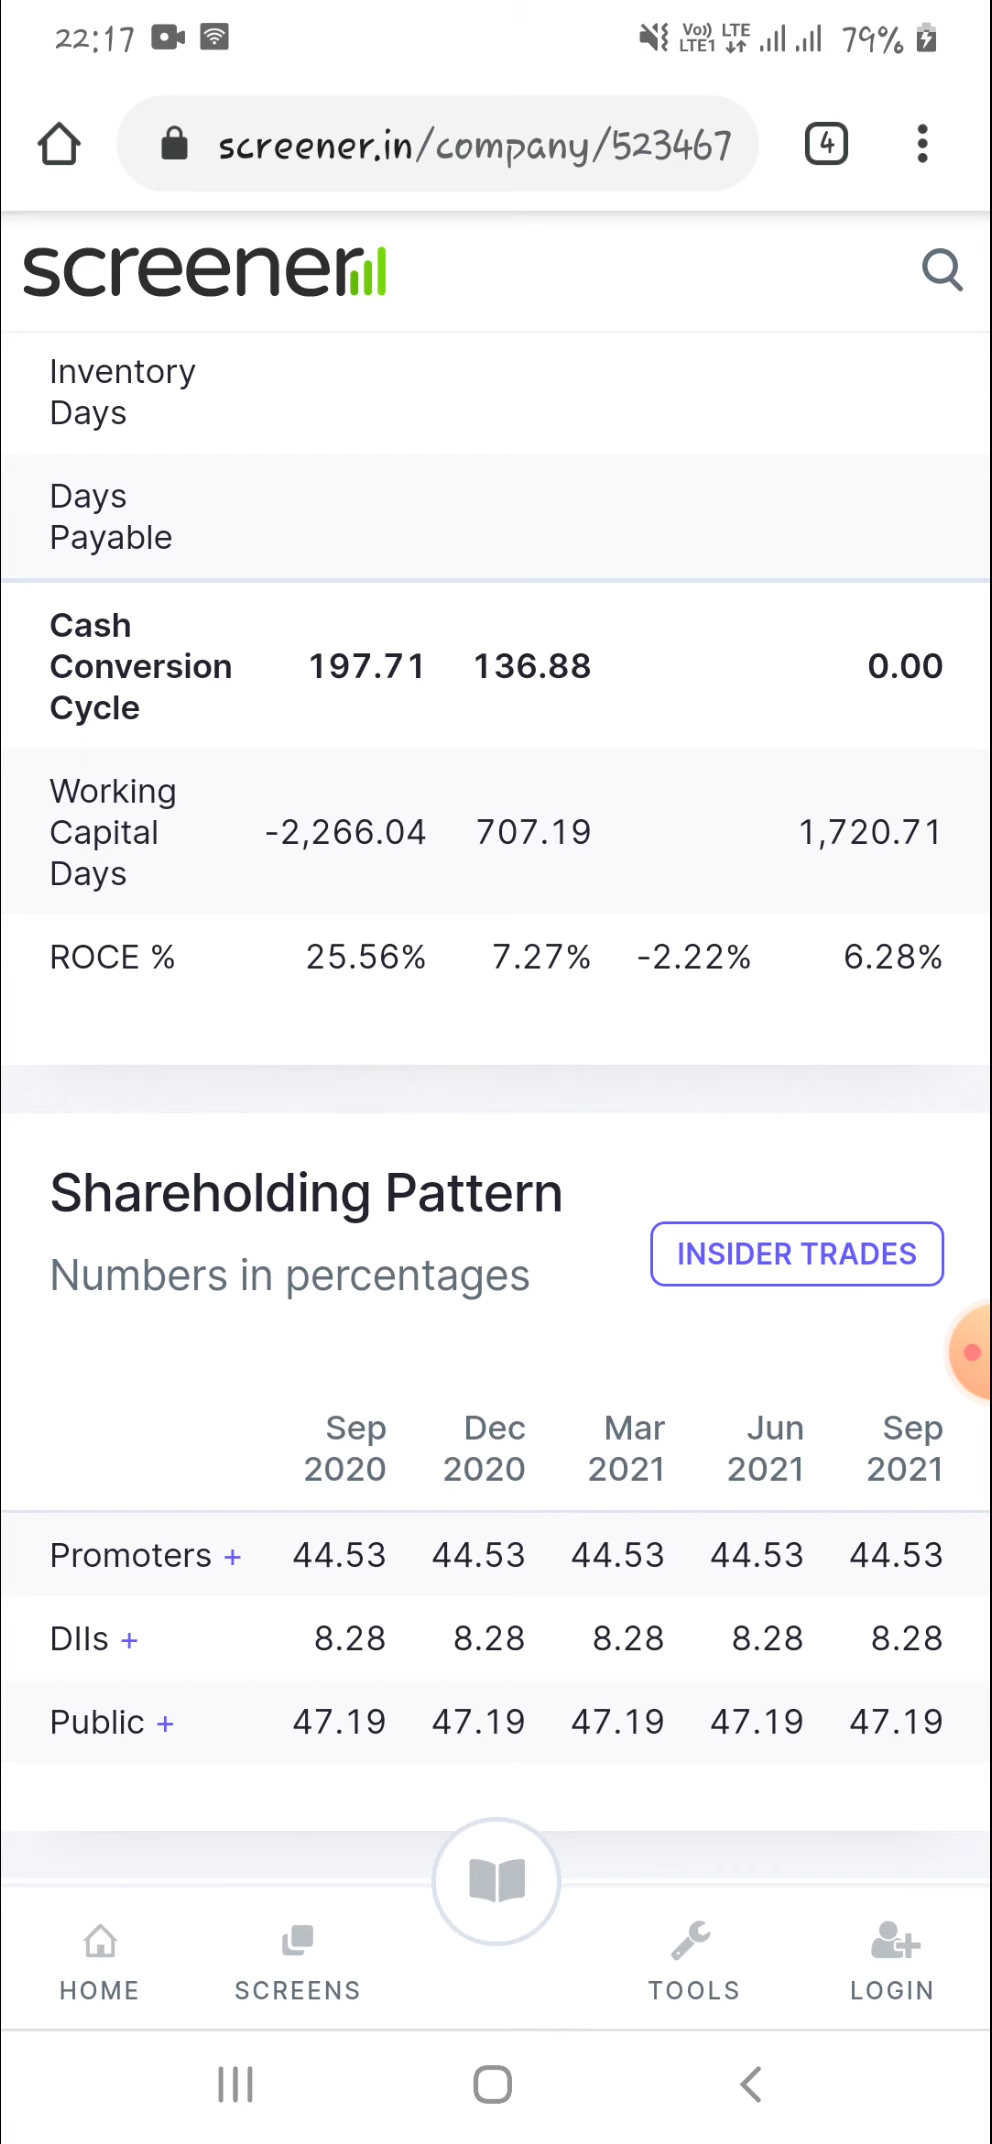 22:17 Vo)) LTE1 LTE 79%
screener.in/company/523467 4
screener
Inventory
Days
Days
Payable
Cash
Conversion 197.71 136.88 0.00
Cycle
Working
Capital -2,266.04 707.19 1,720.71
Days
ROCE % 25.56% 7.27% -2.22% 6.28%
Shareholding Pattern
INSIDER TRADES
Numbers in percentages
Sep Dec Mar Jun Sep
2020 2020 2021 2021 2021
Promoters + 44.53 44.53 44.53 44.53 44.53
DIIs + 8.28 8.28 8.28 8.28 8.28
Public + 47.19 47.19 47.19 47.19 47.19
HOME SCREENS TOOLS LOGIN